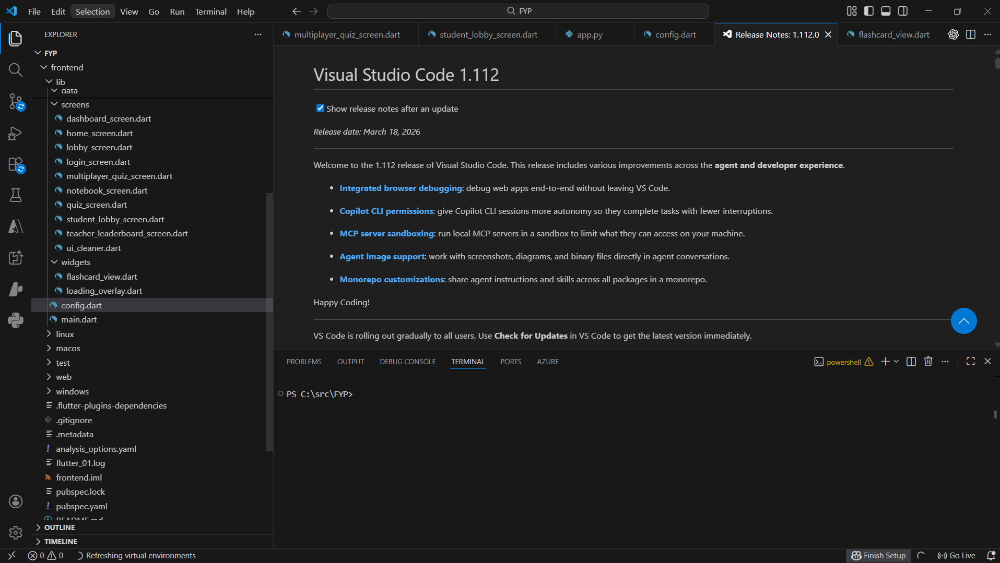 File Edit Selection View Go Run Terminal Help
FYP
EXPLORER
FYP
frontend
lib
data
screens
dashboard_screen.dart
home_screen.dart
lobby_screen.dart
login_screen.dart
multiplayer_quiz_screen.dart
notebook_screen.dart
quiz_screen.dart
student_lobby_screen.dart
teacher_leaderboard_screen.dart
ui_cleaner.dart
widgets
flashcard_view.dart
loading_overlay.dart
config.dart
main.dart
linux
macos
test
web
windows
.flutter-plugins-dependencies
.gitignore
.metadata
analysis_options.yaml
flutter_01.log
frontend.iml
pubspec.lock
pubspec.yaml
README.md
OUTLINE
TIMELINE
multiplayer_quiz_screen.dart student_lobby_screen.dart app.py config.dart Release Notes: 1.112.0 flashcard_view.dart
Visual Studio Code 1.112
Show release notes after an update
Release date: March 18, 2026
Welcome to the 1.112 release of Visual Studio Code. This release includes various improvements across the agent and developer experience.
• Integrated browser debugging: debug web apps end-to-end without leaving VS Code.
• Copilot CLI permissions: give Copilot CLI sessions more autonomy so they complete tasks with fewer interruptions.
• MCP server sandboxing: run local MCP servers in a sandbox to limit what they can access on your machine.
• Agent image support: work with screenshots, diagrams, and binary files directly in agent conversations.
• Monorepo customizations: share agent instructions and skills across all packages in a monorepo.
Happy Coding!
VS Code is rolling out gradually to all users. Use Check for Updates in VS Code to get the latest version immediately.
PROBLEMS OUTPUT DEBUG CONSOLE TERMINAL PORTS AZURE
powershell
PS C:\src\FYP>
0 0 Refreshing virtual environments
Finish Setup Go Live